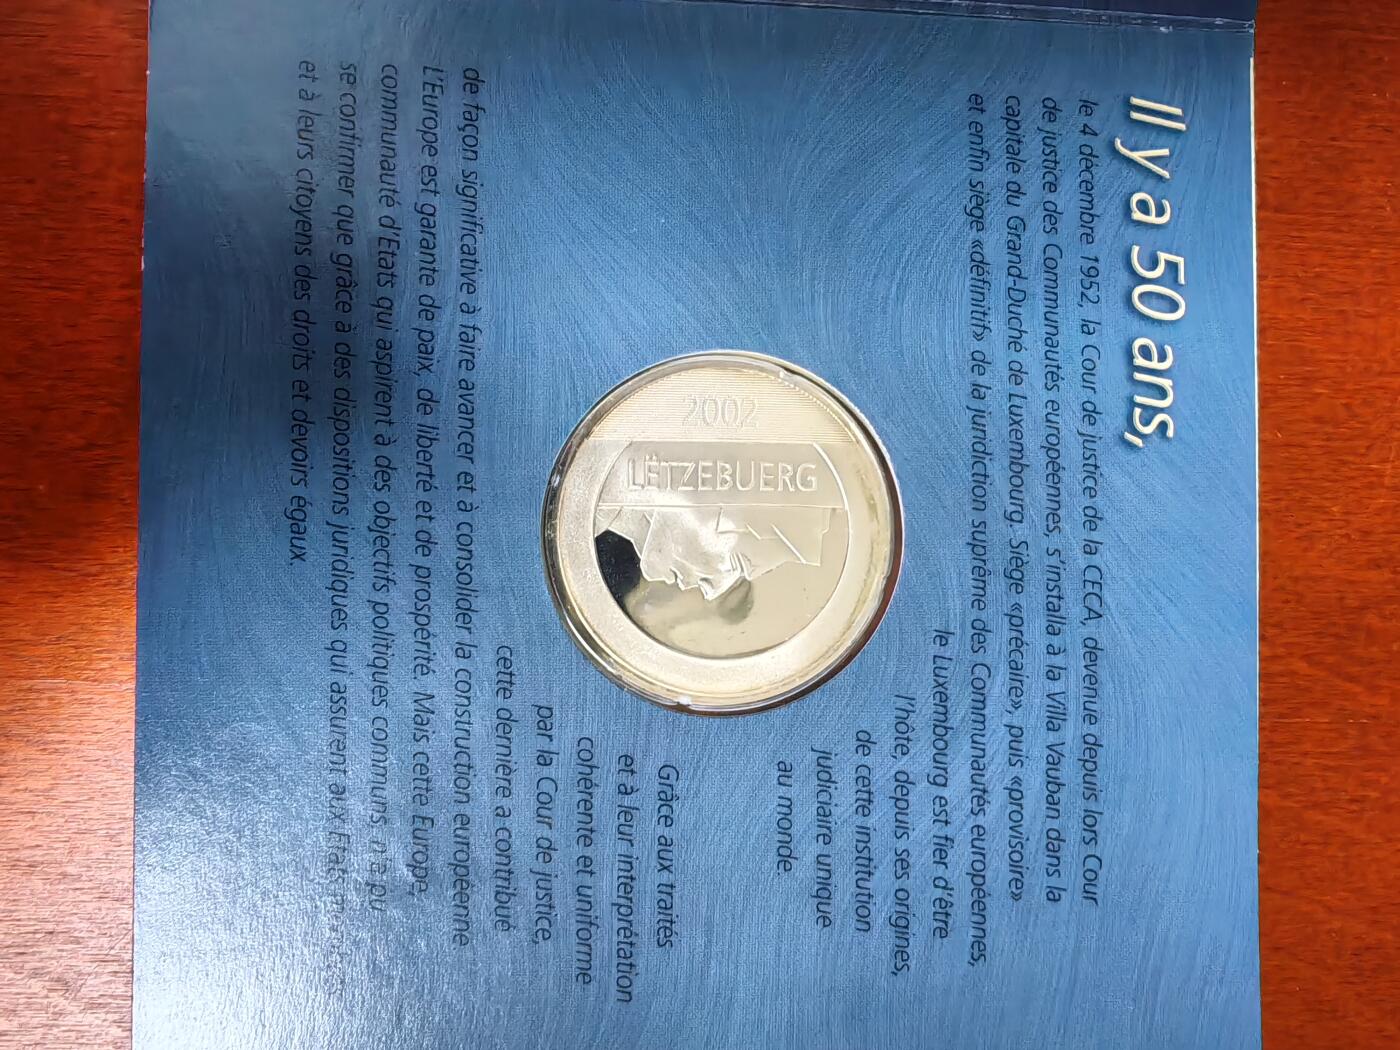 Il y a 50 ans,
le 4 décembre 1952, la Cour de justice de la CECA, devenue depuis lors Cour
de justice des Communautés européennes, s'installa à la Villa Vauban dans la
capitale du Grand-Duché de Luxembourg. Siège «précaire», puis «provisoire»
et enfin siège «définitif» de la juridiction suprême des Communautés européennes,
le Luxembourg est fier d'être
l'hôte, depuis ses origines,
de cette institution
judiciaire unique
au monde.
2002
LËTZEBUERG
Grâce aux traités
et à leur interprétation
cohérente et uniforme
par la Cour de justice,
cette dernière a contribué
de façon significative à faire avancer et à consolider la construction européenne
L'Europe est garante de paix, de liberté et de prospérité. Mais cette Europe,
communauté d'Etats qui aspirent à des objectifs politiques communs, n'a pu
se confirmer que grâce à des dispositions juridiques qui assurent aux Etats membres
et à leurs citoyens des droits et devoirs égaux.